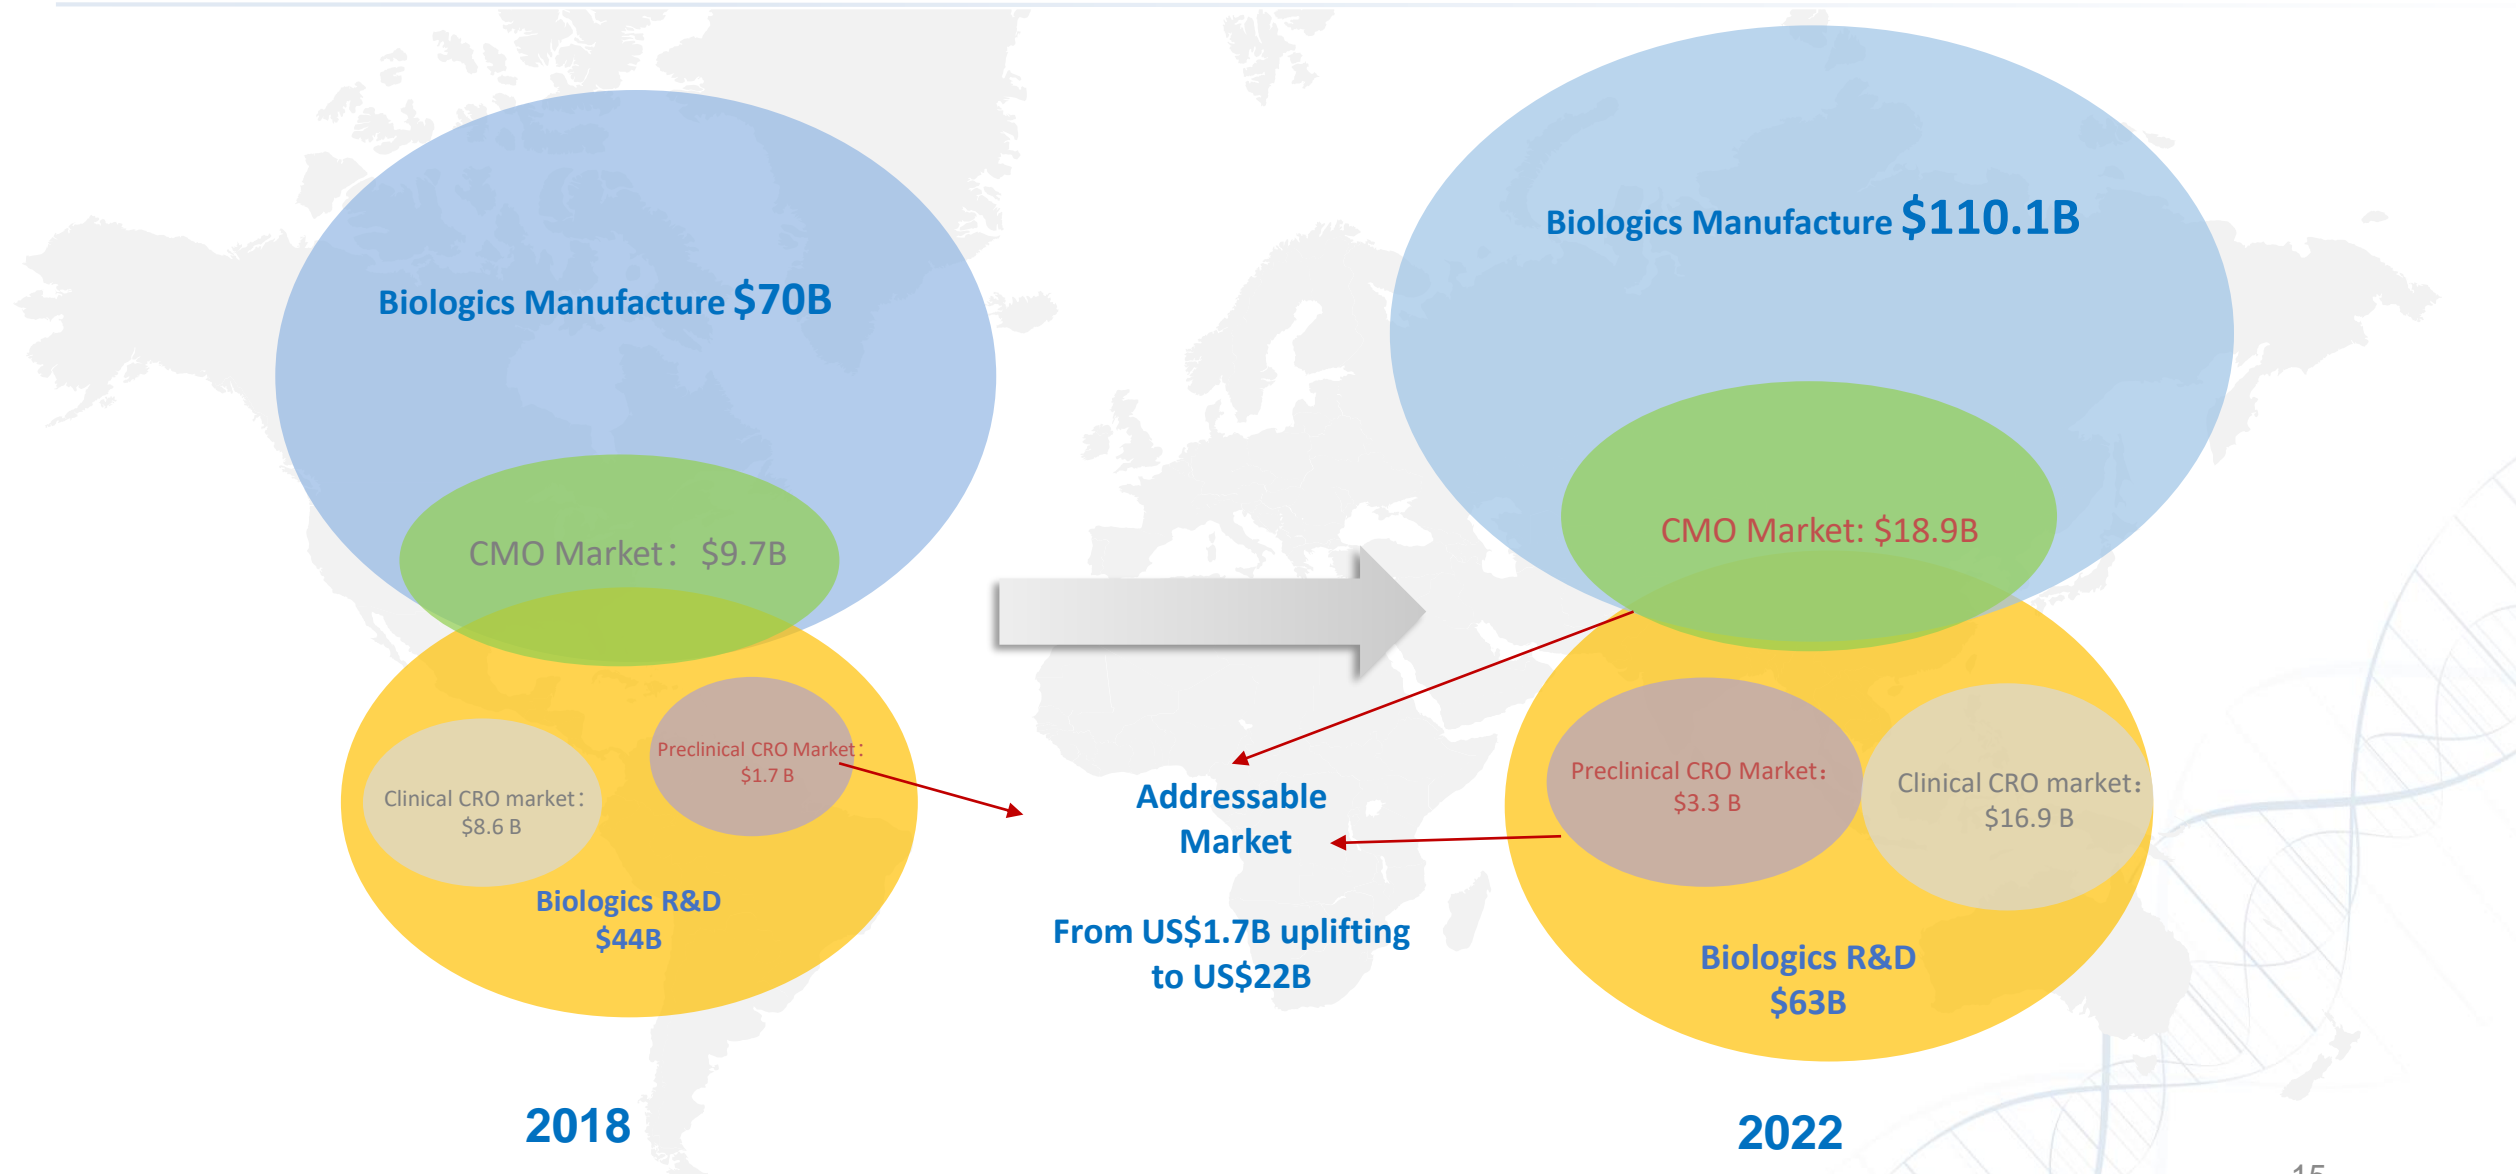 Biologics Manufacture $70B
CMO Market： $9.7B
Preclinical CRO Market：
$1.7 B
Clinical CRO market：
$8.6 B
Biologics R&D
$44B
2018
Addressable
Market
From US$1.7B uplifting
to US$22B
Biologics Manufacture $110.1B
CMO Market: $18.9B
Preclinical CRO Market：
$3.3 B
Clinical CRO market：
$16.9 B
Biologics R&D
$63B
2022